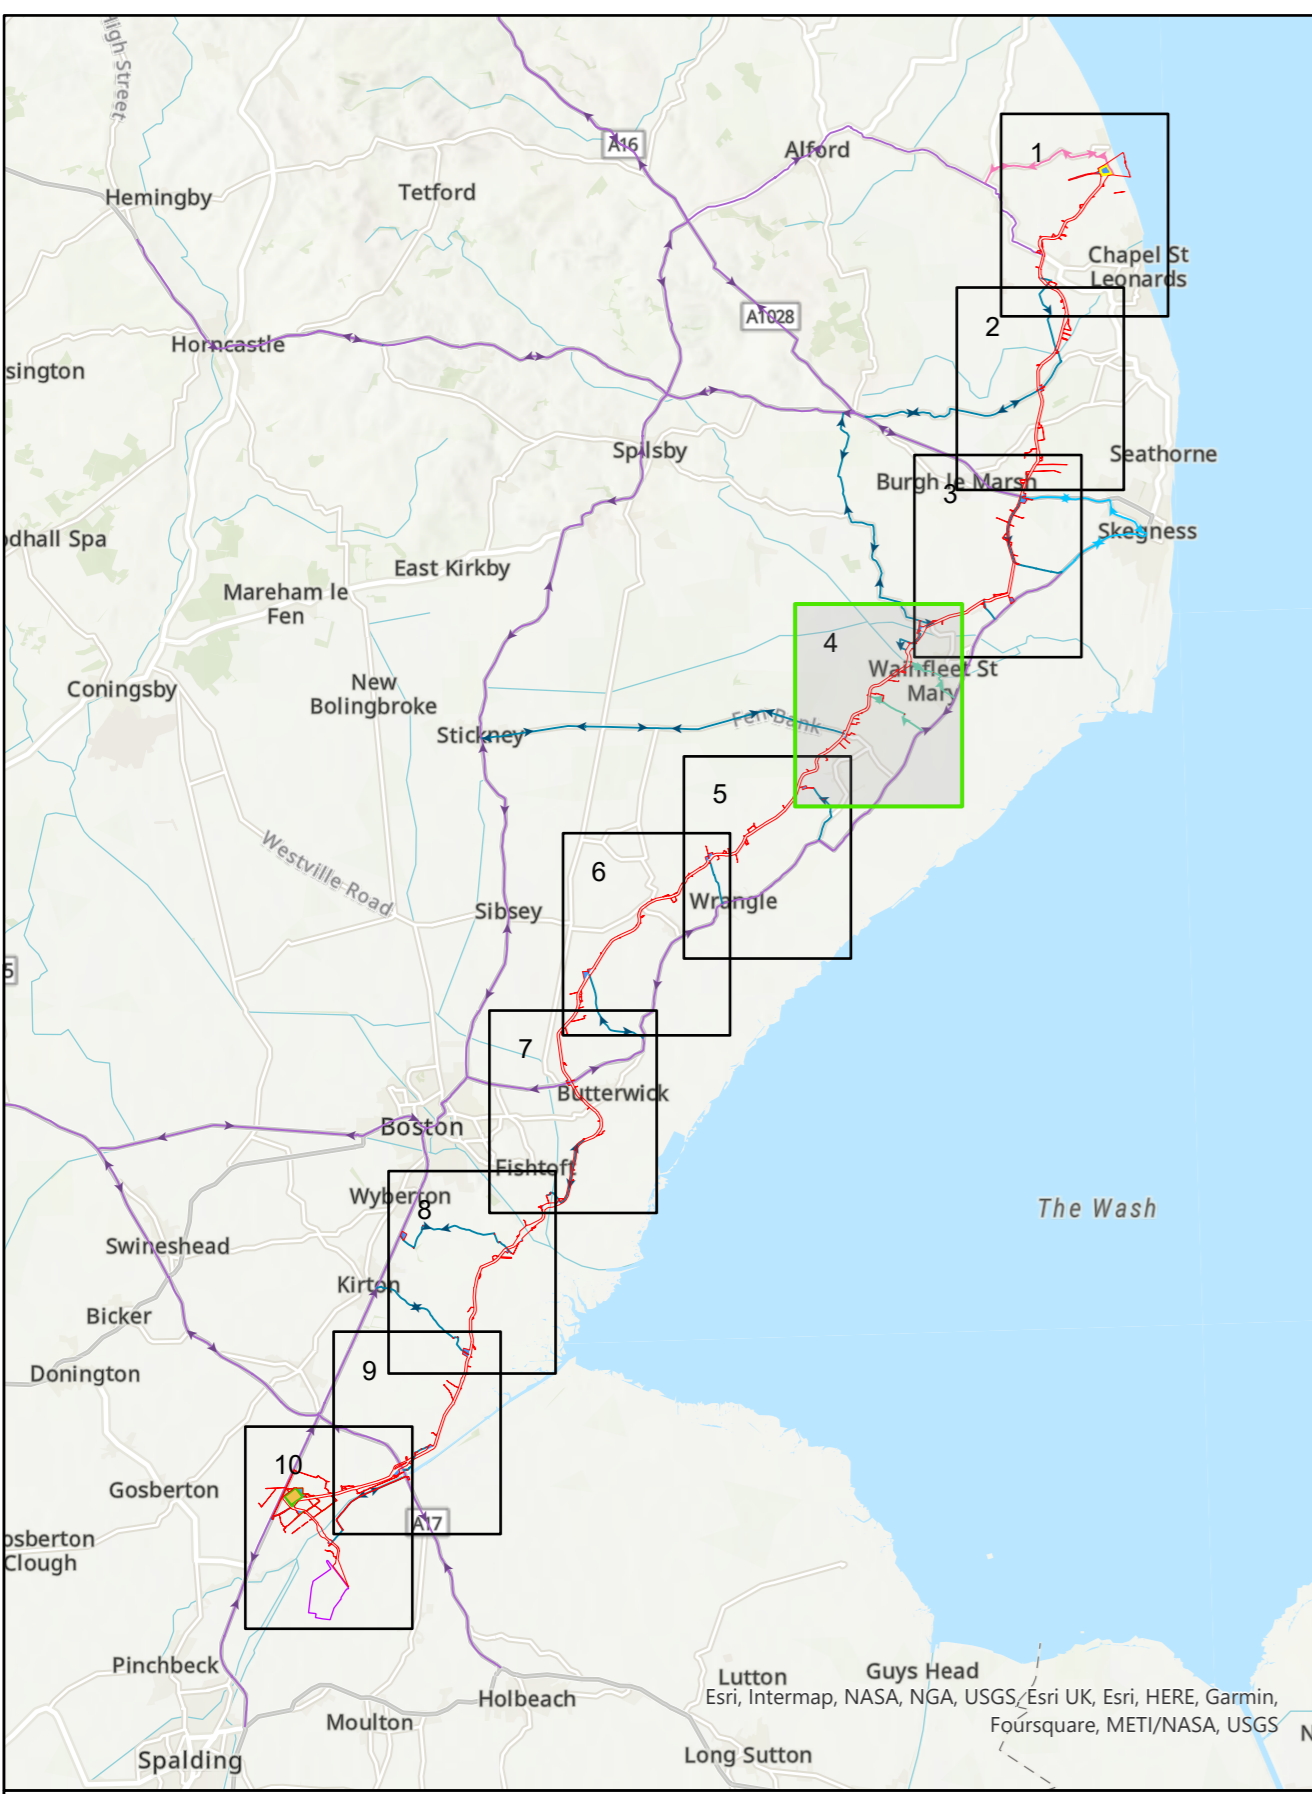 High Street
A16
Alford
1
Hemingby
Tetford
Chapel St
Leonards
A1028
2
Horncastle
sington
Spilsby
Seathorne
Burgh le Marsh
3
Skegness
dhall Spa
East Kirkby
Mareham le
Fen
4
Wainfleet St
Mary
Coningsby
New
Bolingbroke
Fen Bank
Stickney
5
Westville Road
6
Wrangle
Sibsey
5
7
Butterwick
Boston
Fishtoft
Wyberton
8
The Wash
Swineshead
Kirton
Bicker
9
Donington
10
Gosberton
A17
osberton
Clough
Pinchbeck
Lutton
Guys Head
Holbeach
Esri, Intermap, NASA, NGA, USGS, Esri UK, Esri, HERE, Garmin,
Foursquare, METI/NASA, USGS
Moulton
N
Spalding
Long Sutton